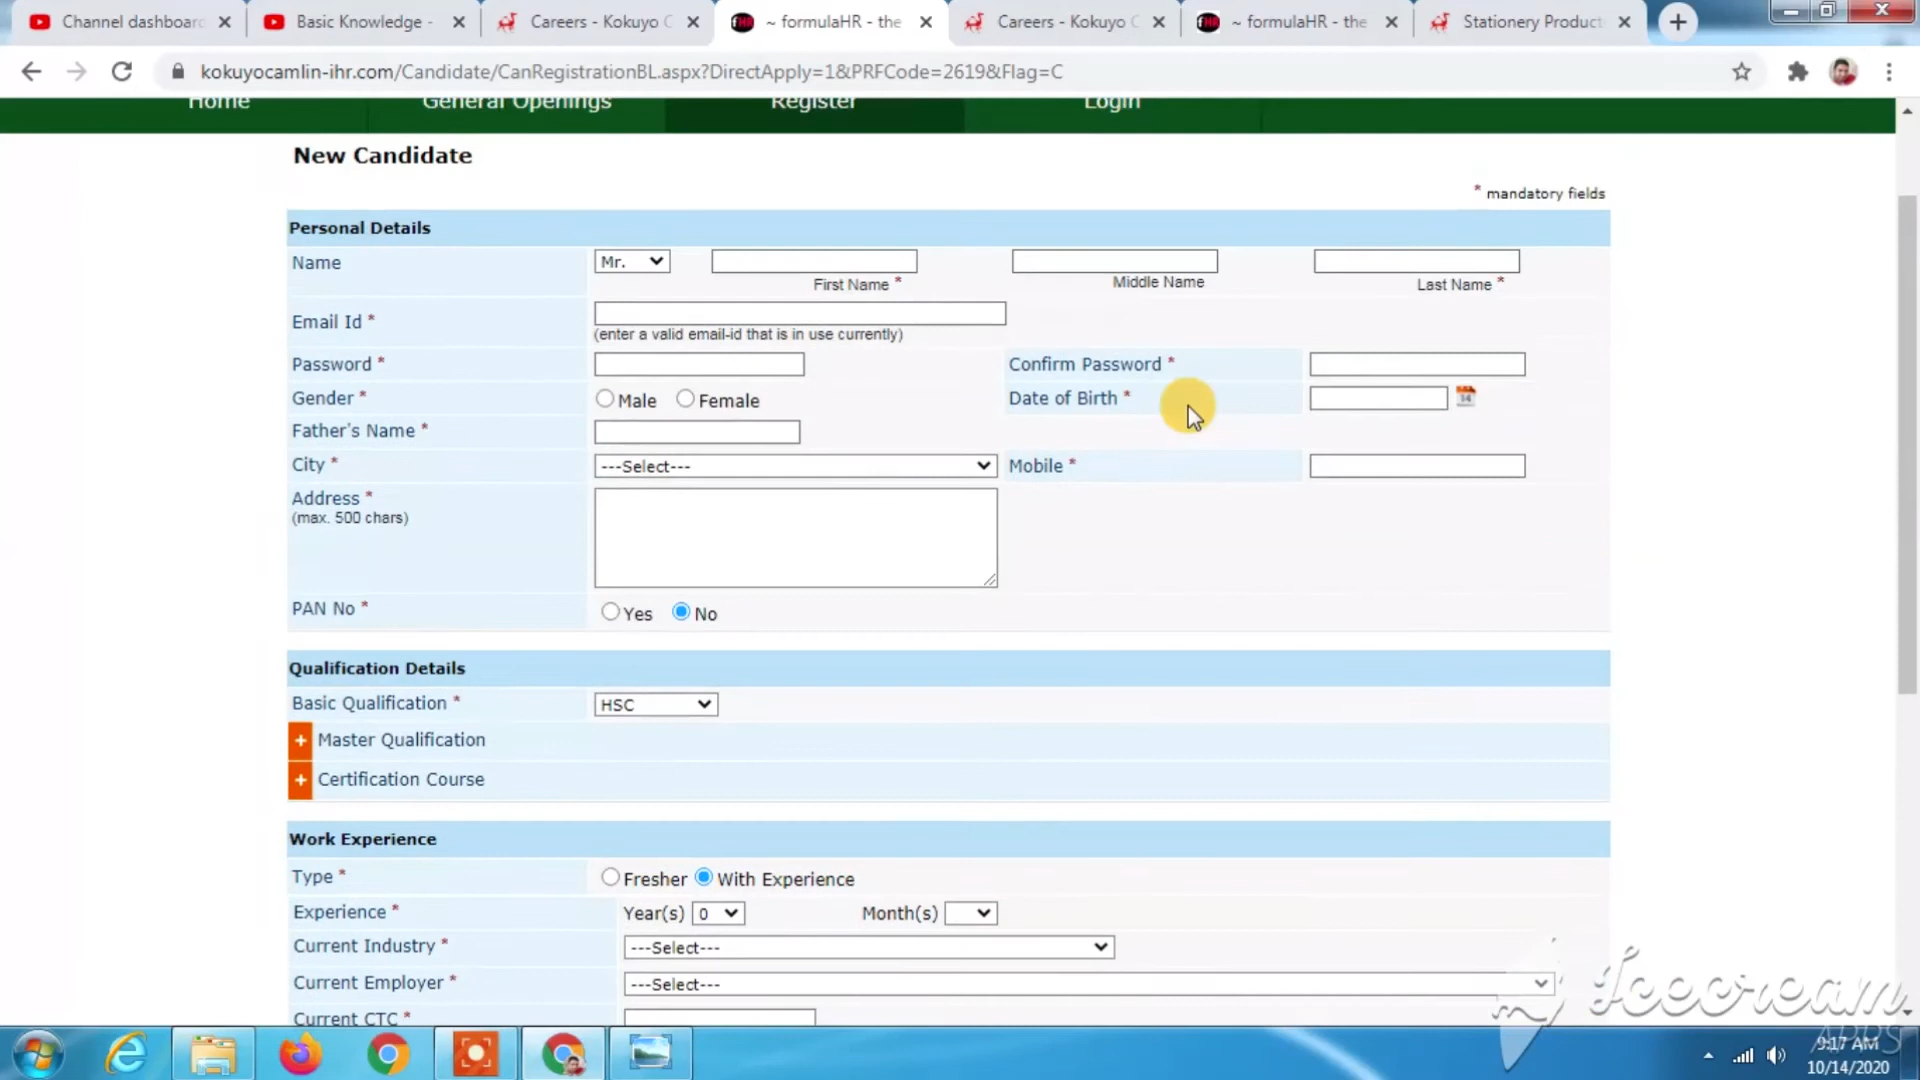 Channel dashboard
Basic Knowledge -
Careers - Kokuyo C
~ formulaHR - the
Careers - Kokuyo C
~ formulaHR - the
Stationery Product
kokuyocamlin-ihr.com/Candidate/CanRegistrationBL.aspx?DirectApply=1&PRFCode=2619&Flag=C
Home General Openings Register Login
New Candidate
* mandatory fields
Personal Details
Name Mr.
First Name * Middle Name Last Name *
Email Id *
(enter a valid email-id that is in use currently)
Password * Confirm Password *
Gender * Male Female Date of Birth * 14
Father's Name *
City * ---Select--- Mobile *
Address *
(max. 500 chars)
PAN No * Yes No
Qualification Details
Basic Qualification * HSC
+ Master Qualification
+ Certification Course
Work Experience
Type * Fresher With Experience
Experience * Year(s) 0 Month(s)
Current Industry * ---Select---
Current Employer * ---Select---
Current CTC *
Icecream
APPS
9:17 AM
10/14/2020